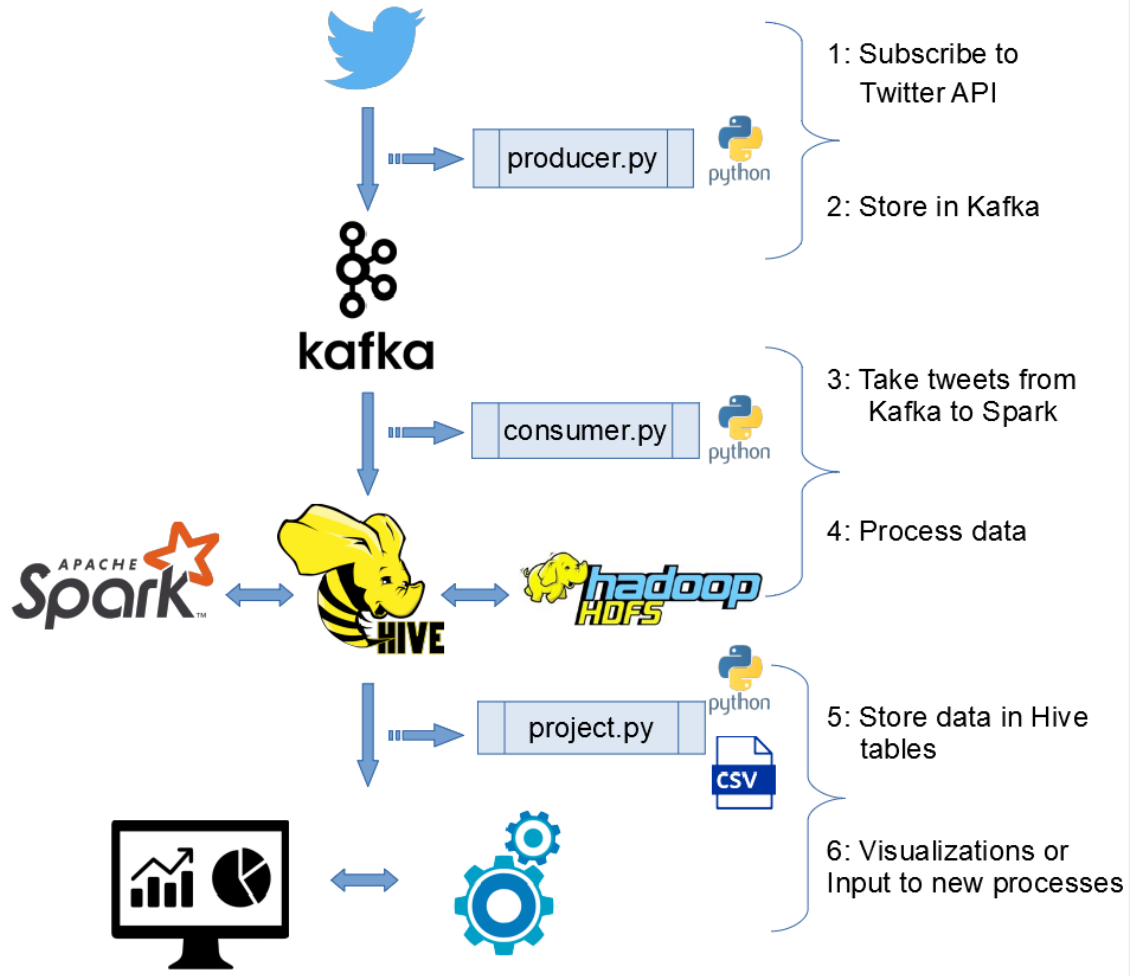 1: Subscribe to
Twitter API
producer.py
python
2: Store in Kafka
kafka
3: Take tweets from
Kafka to Spark
consumer.py
python
4: Process data
APACHE
Spark™
HIVE
hadoop
HDFS
python
project.py
5: Store data in Hive
tables
CSV
6: Visualizations or
Input to new processes